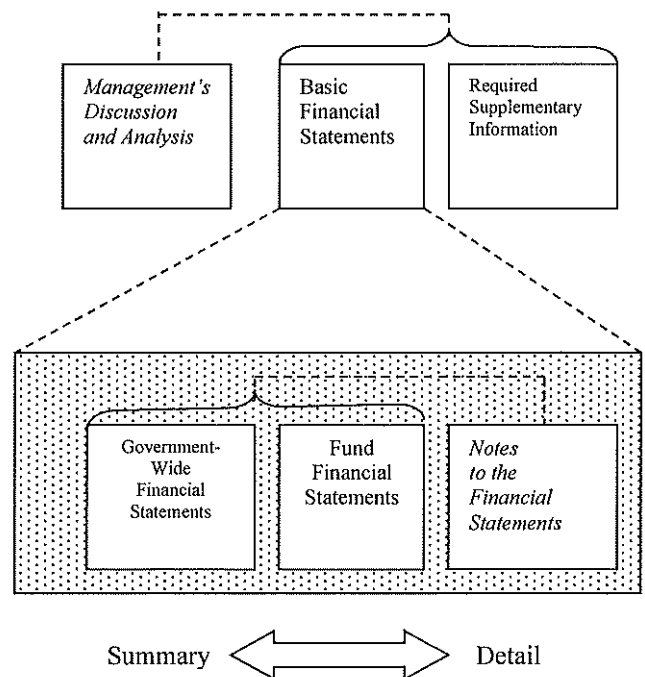 Management's
Discussion
and Analysis
Basic
Financial
Statements
Required
Supplementary
Information
Government-
Wide
Financial
Statements
Fund
Financial
Statements
Notes
to the
Financial
Statements
Summary
Detail